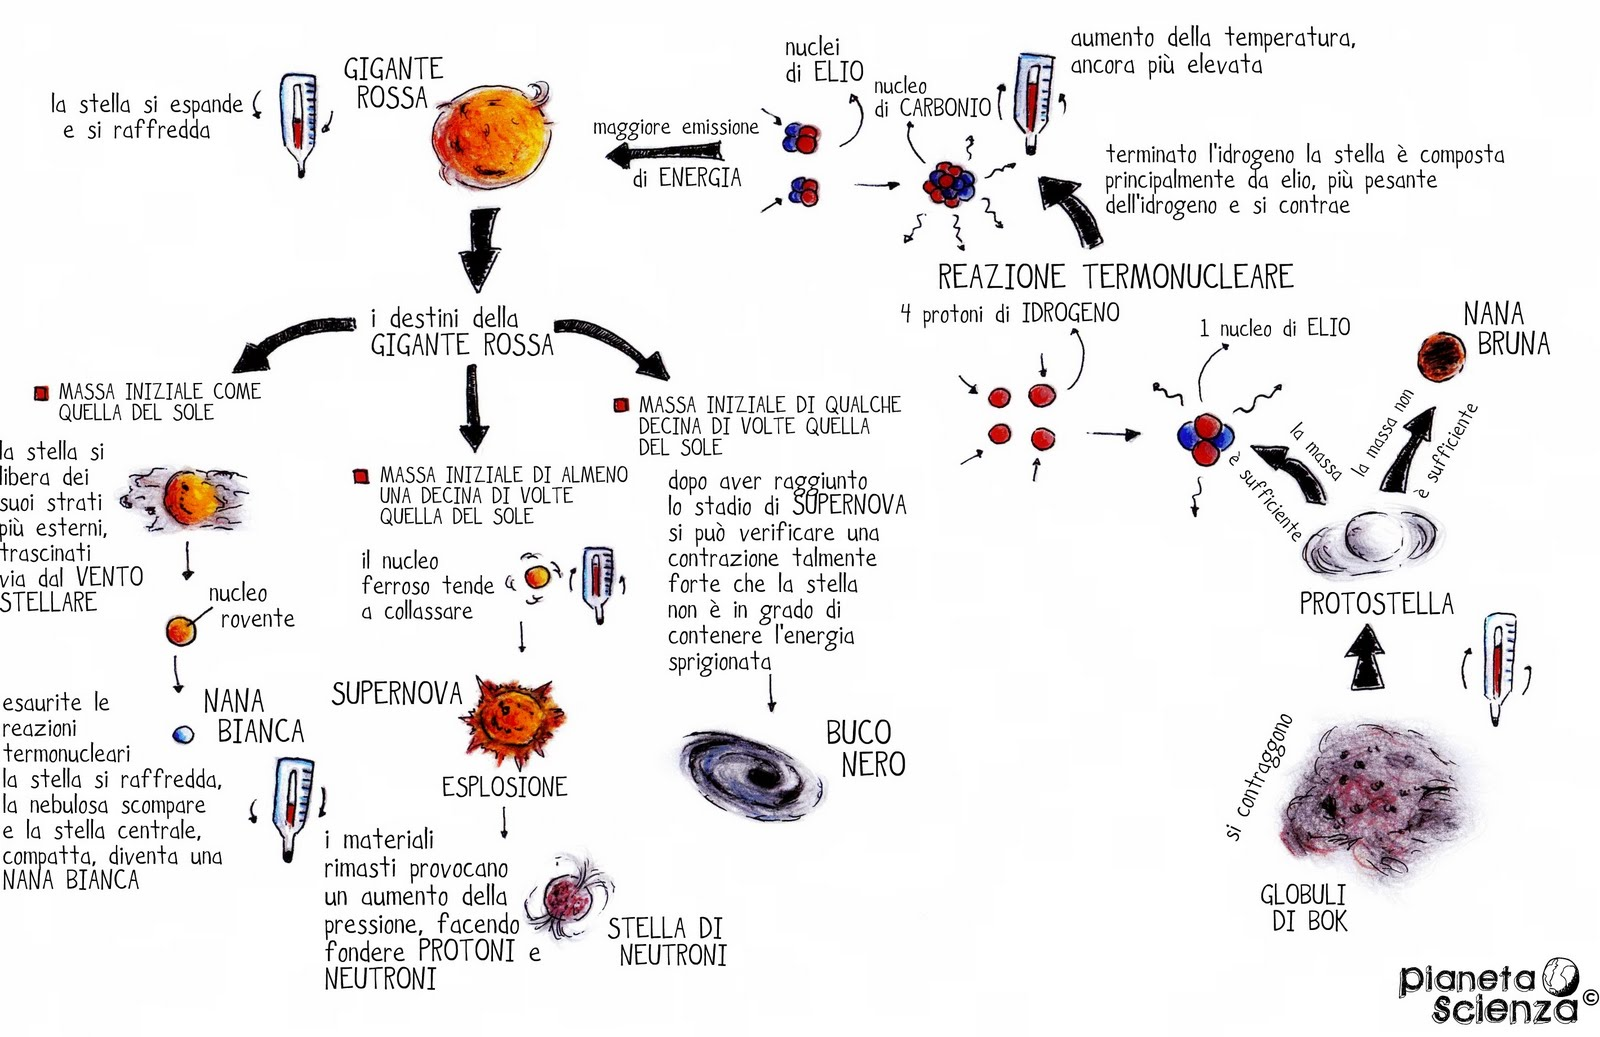 la stella si espande
e si raffredda
GIGANTE
ROSSA
maggiore emissione
di ENERGIA
nuclei
di ELIO
nucleo
di CARBONIO
aumento della temperatura,
ancora più elevata
terminato l'idrogeno la stella è composta
principalmente da elio, più pesante
dell'idrogeno e si contrae
REAZIONE TERMONUCLEARE
4 protoni di IDROGENO
1 nucleo di ELIO
NANA
BRUNA
la massa
è sufficiente
la massa non
è sufficiente
PROTOSTELLA
si contraggono
GLOBULI
DI BOK
i destini della
GIGANTE ROSSA
MASSA INIZIALE COME
QUELLA DEL SOLE
la stella si
libera dei
suoi strati
più esterni,
trascinati
via dal VENTO
STELLARE
nucleo
rovente
NANA
BIANCA
esaurite le
reazioni
termonucleari
la stella si raffredda,
la nebulosa scompare
e la stella centrale,
compatta, diventa una
NANA BIANCA
MASSA INIZIALE DI ALMENO
UNA DECINA DI VOLTE
QUELLA DEL SOLE
il nucleo
ferroso tende
a collassare
SUPERNOVA
ESPLOSIONE
i materiali
rimasti provocano
un aumento della
pressione, facendo
fondere PROTONI e
NEUTRONI
STELLA DI
NEUTRONI
MASSA INIZIALE DI QUALCHE
DECINA DI VOLTE QUELLA
DEL SOLE
dopo aver raggiunto
lo stadio di SUPERNOVA
si può verificare una
contrazione talmente
forte che la stella
non è in grado di
contenere l'energia
sprigionata
BUCO
NERO
pianeta
scienza ©